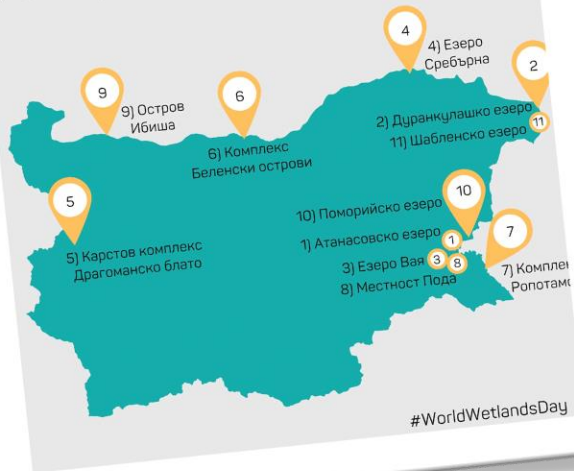 4
4) Езеро
Сребърна
2
9
9) Остров
Ибиша
6
6) Комплекс
Беленски острови
2) Дуранкулашко езеро
11) Шабленско езеро
11
5
5) Карстов комплекс
Драгоманско блато
10) Поморийско езеро
10
1) Атанасовско езеро
1
7
3) Езеро Вая
3
8
8) Местност Пода
7)
#WorldWetlandsDay